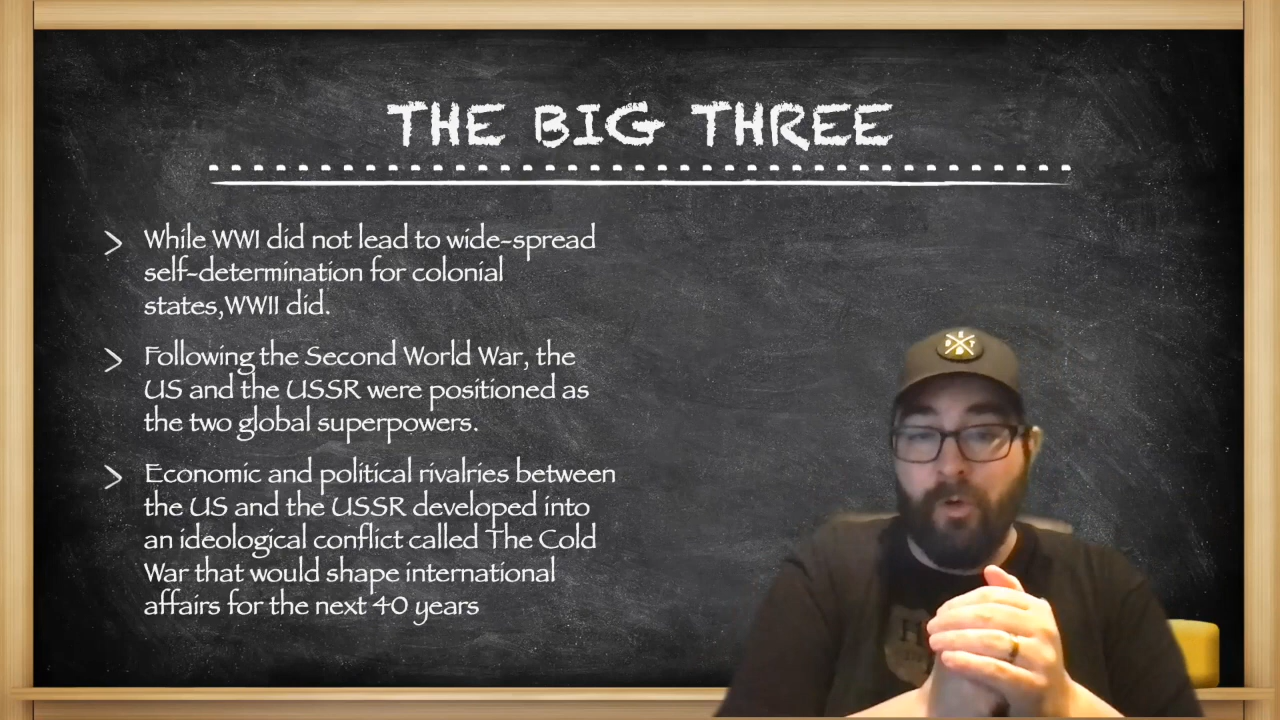 THE BIG THREE
While WWI did not lead to wide-spread
self-determination for colonial
states,WWII did.
Following the Second World War, the
US and the USSR were positioned as
the two global superpowers.
Economic and political rivalries between
the US and the USSR developed into
an ideological conflict called The Cold
War that would shape international
affairs for the next 40 years